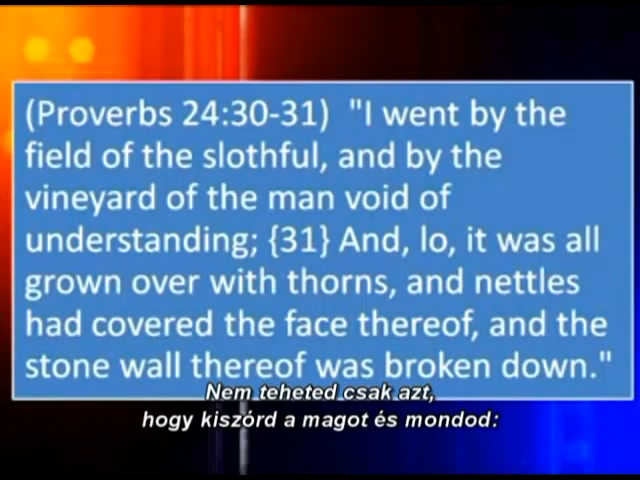 (Proverbs 24:30-31)  "I went by the
field of the slothful, and by the
vineyard of the man void of
understanding; {31} And, lo, it was all
grown over with thorns, and nettles
had covered the face thereof, and the
stone wall thereof was broken down."
Nem teheted csak azt,
hogy kiszórd a magot és mondod: